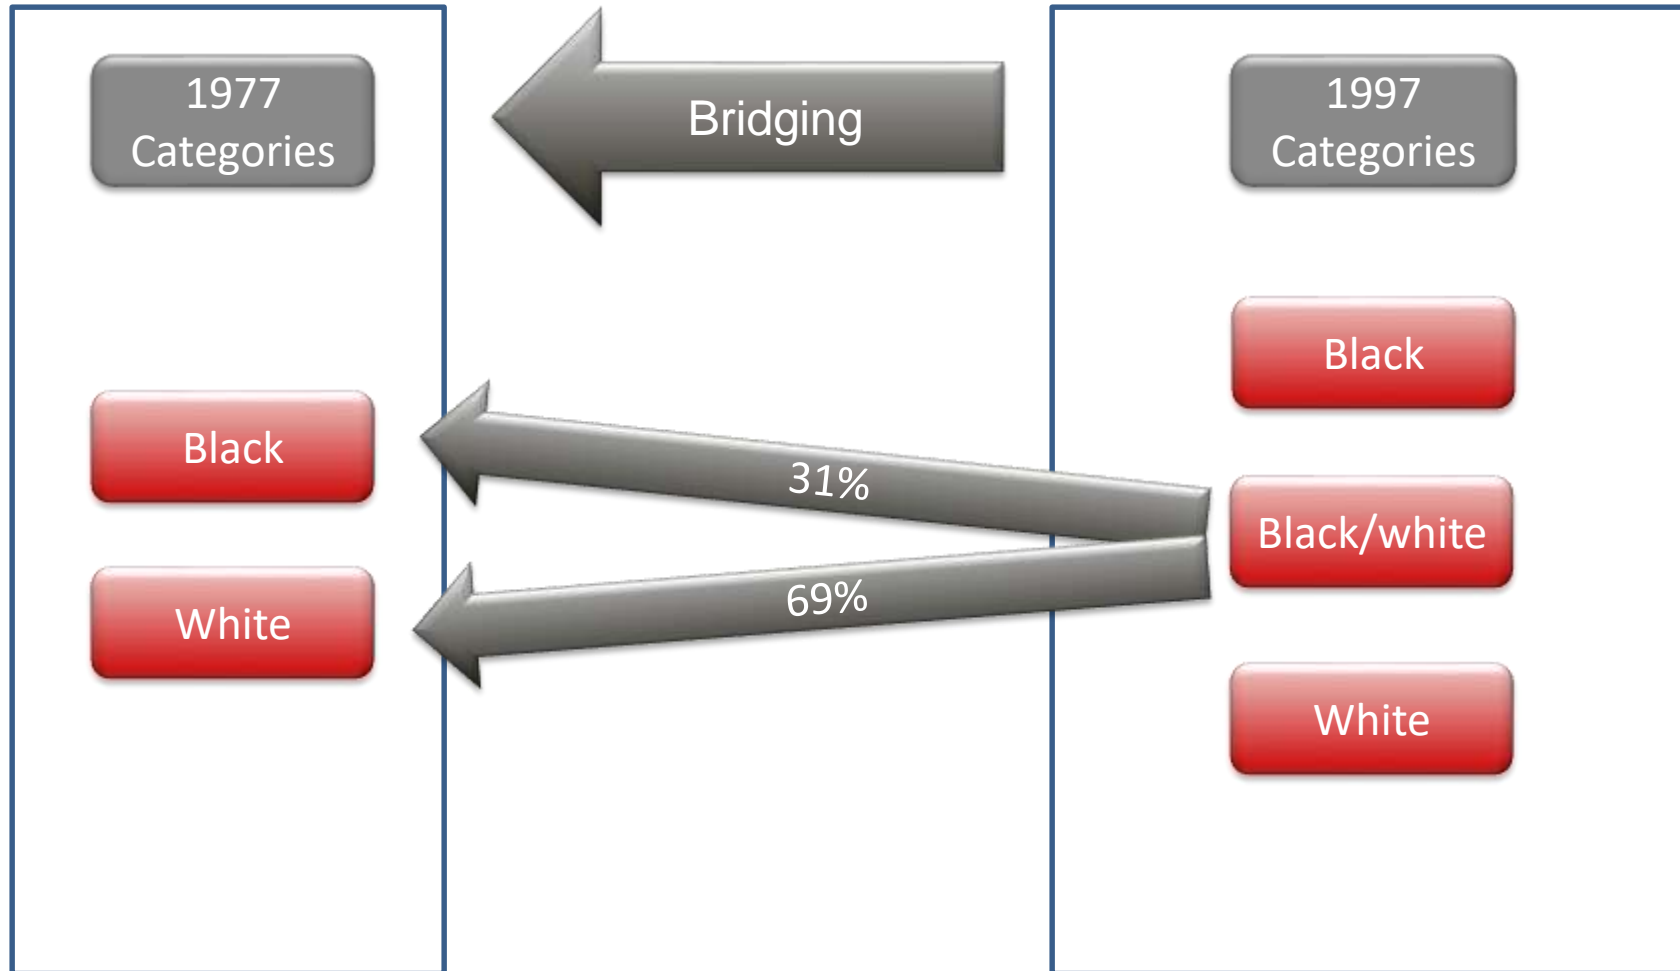 1977
Categories
Bridging
1997
Categories
Black
Black
31%
Black/white
69%
White
White